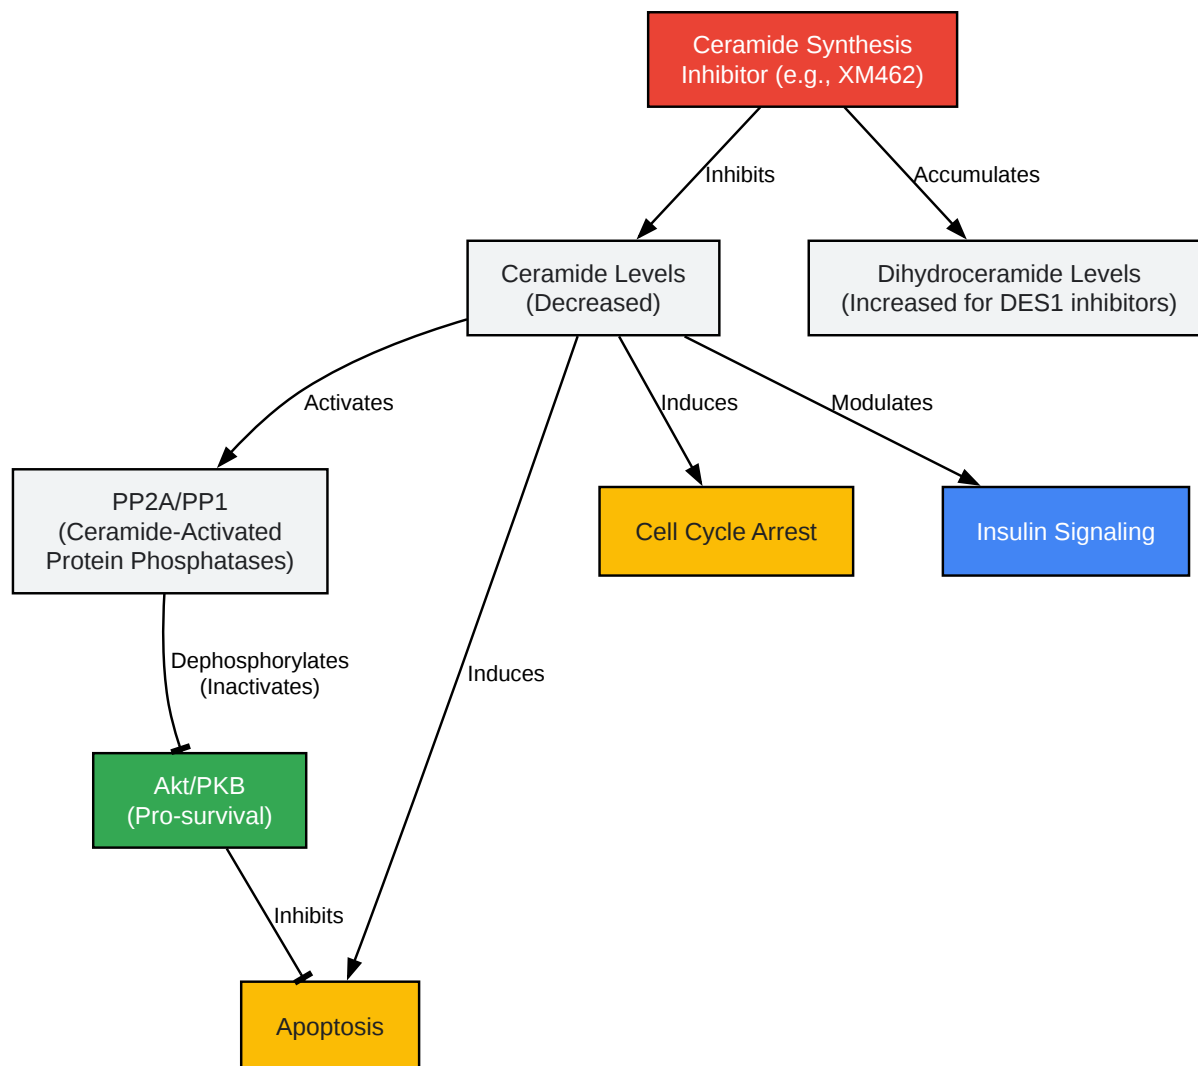 Ceramide Synthesis
Inhibitor (e.g., XM462)
Inhibits
Accumulates
Ceramide Levels
(Decreased)
Dihydroceramide Levels
(Increased for DES1 inhibitors)
Activates
Induces
Modulates
PP2A/PP1
(Ceramide-Activated
Protein Phosphatases)
Cell Cycle Arrest
Insulin Signaling
Dephosphorylates
(Inactivates)
Induces
Akt/PKB
(Pro-survival)
Inhibits
Apoptosis